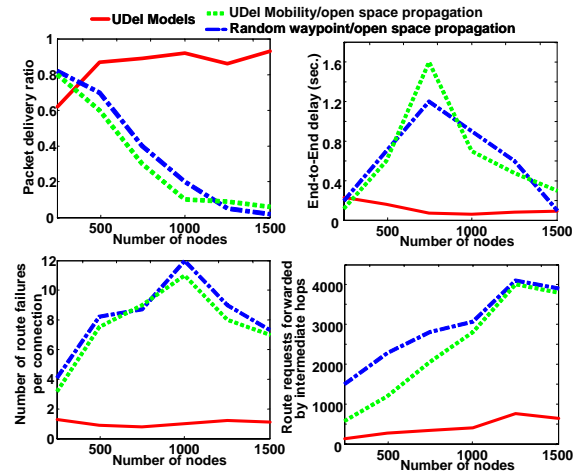 UDel Models
UDel Mobility/open space propagation
Random waypoint/open space propagation
Packet delivery ratio
1
0.8
0.6
0.4
0.2
0
500
1000
1500
Number of nodes
End-to-End delay (sec.)
1.6
1.2
0.8
0.4
0
500
1000
1500
Number of nodes
Number of route failures
per connection
12
10
8
6
4
2
0
500
1000
1500
Number of nodes
Route requests forwarded
by intermediate hops
4000
3000
2000
1000
0
500
1000
1500
Number of nodes